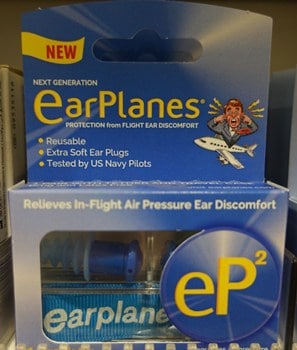 NEW
NEXT GENERATION
earPlanes®
PROTECTION from FLIGHT EAR DISCOMFORT
• Reusable
• Extra Soft Ear Plugs
• Tested by US Navy Pilots
Relieves In-Flight Air Pressure Ear Discomfort
eP²
earplane